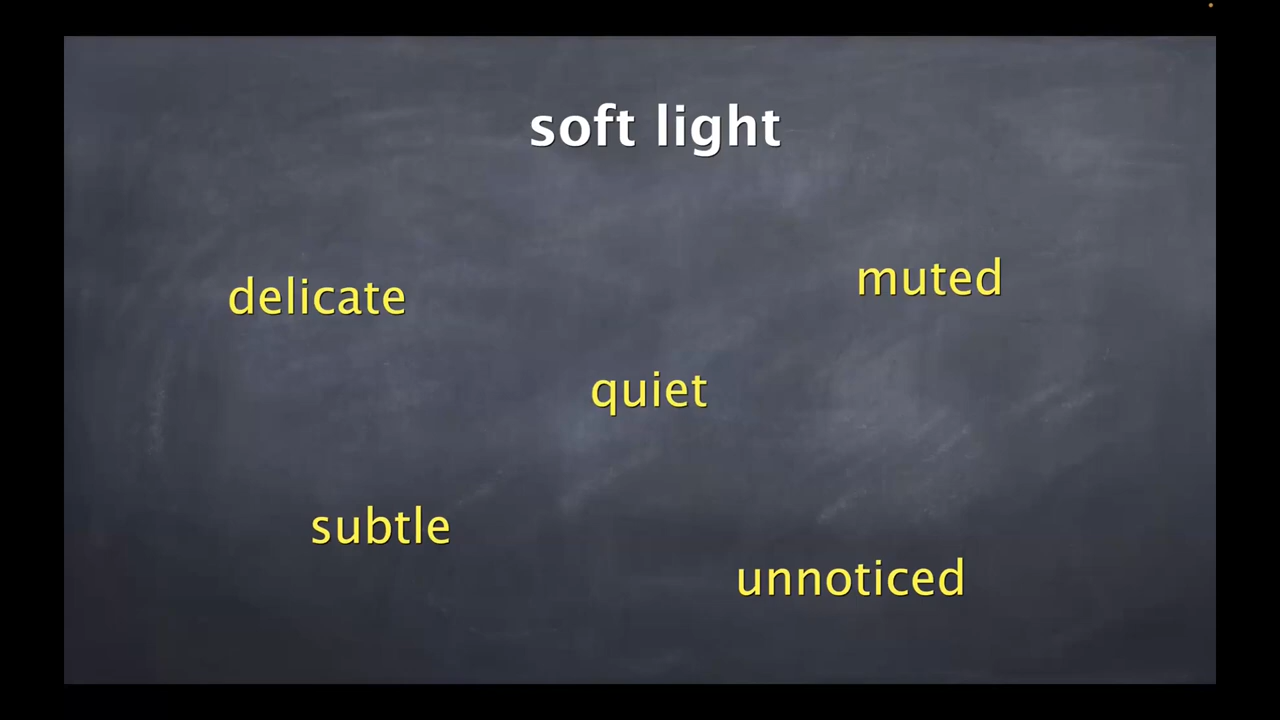 soft light
delicate
muted
quiet
subtle
unnoticed